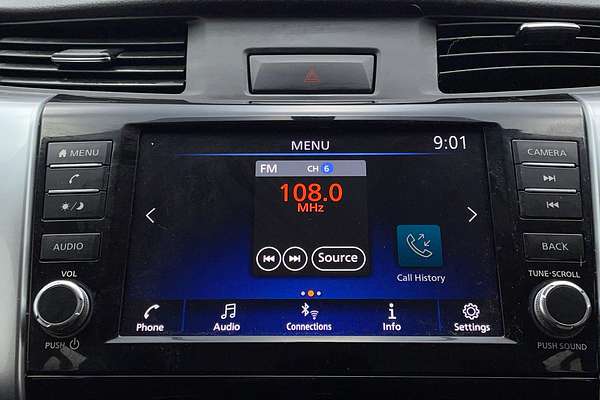 MENU
9:01
MENU
AUDIO
VOL
PUSH
FM
CH 6
108.0
MHz
Source
Call History
Phone
Audio
Connections
Info
Settings
CAMERA
BACK
TUNE-SCROLL
PUSH SOUND